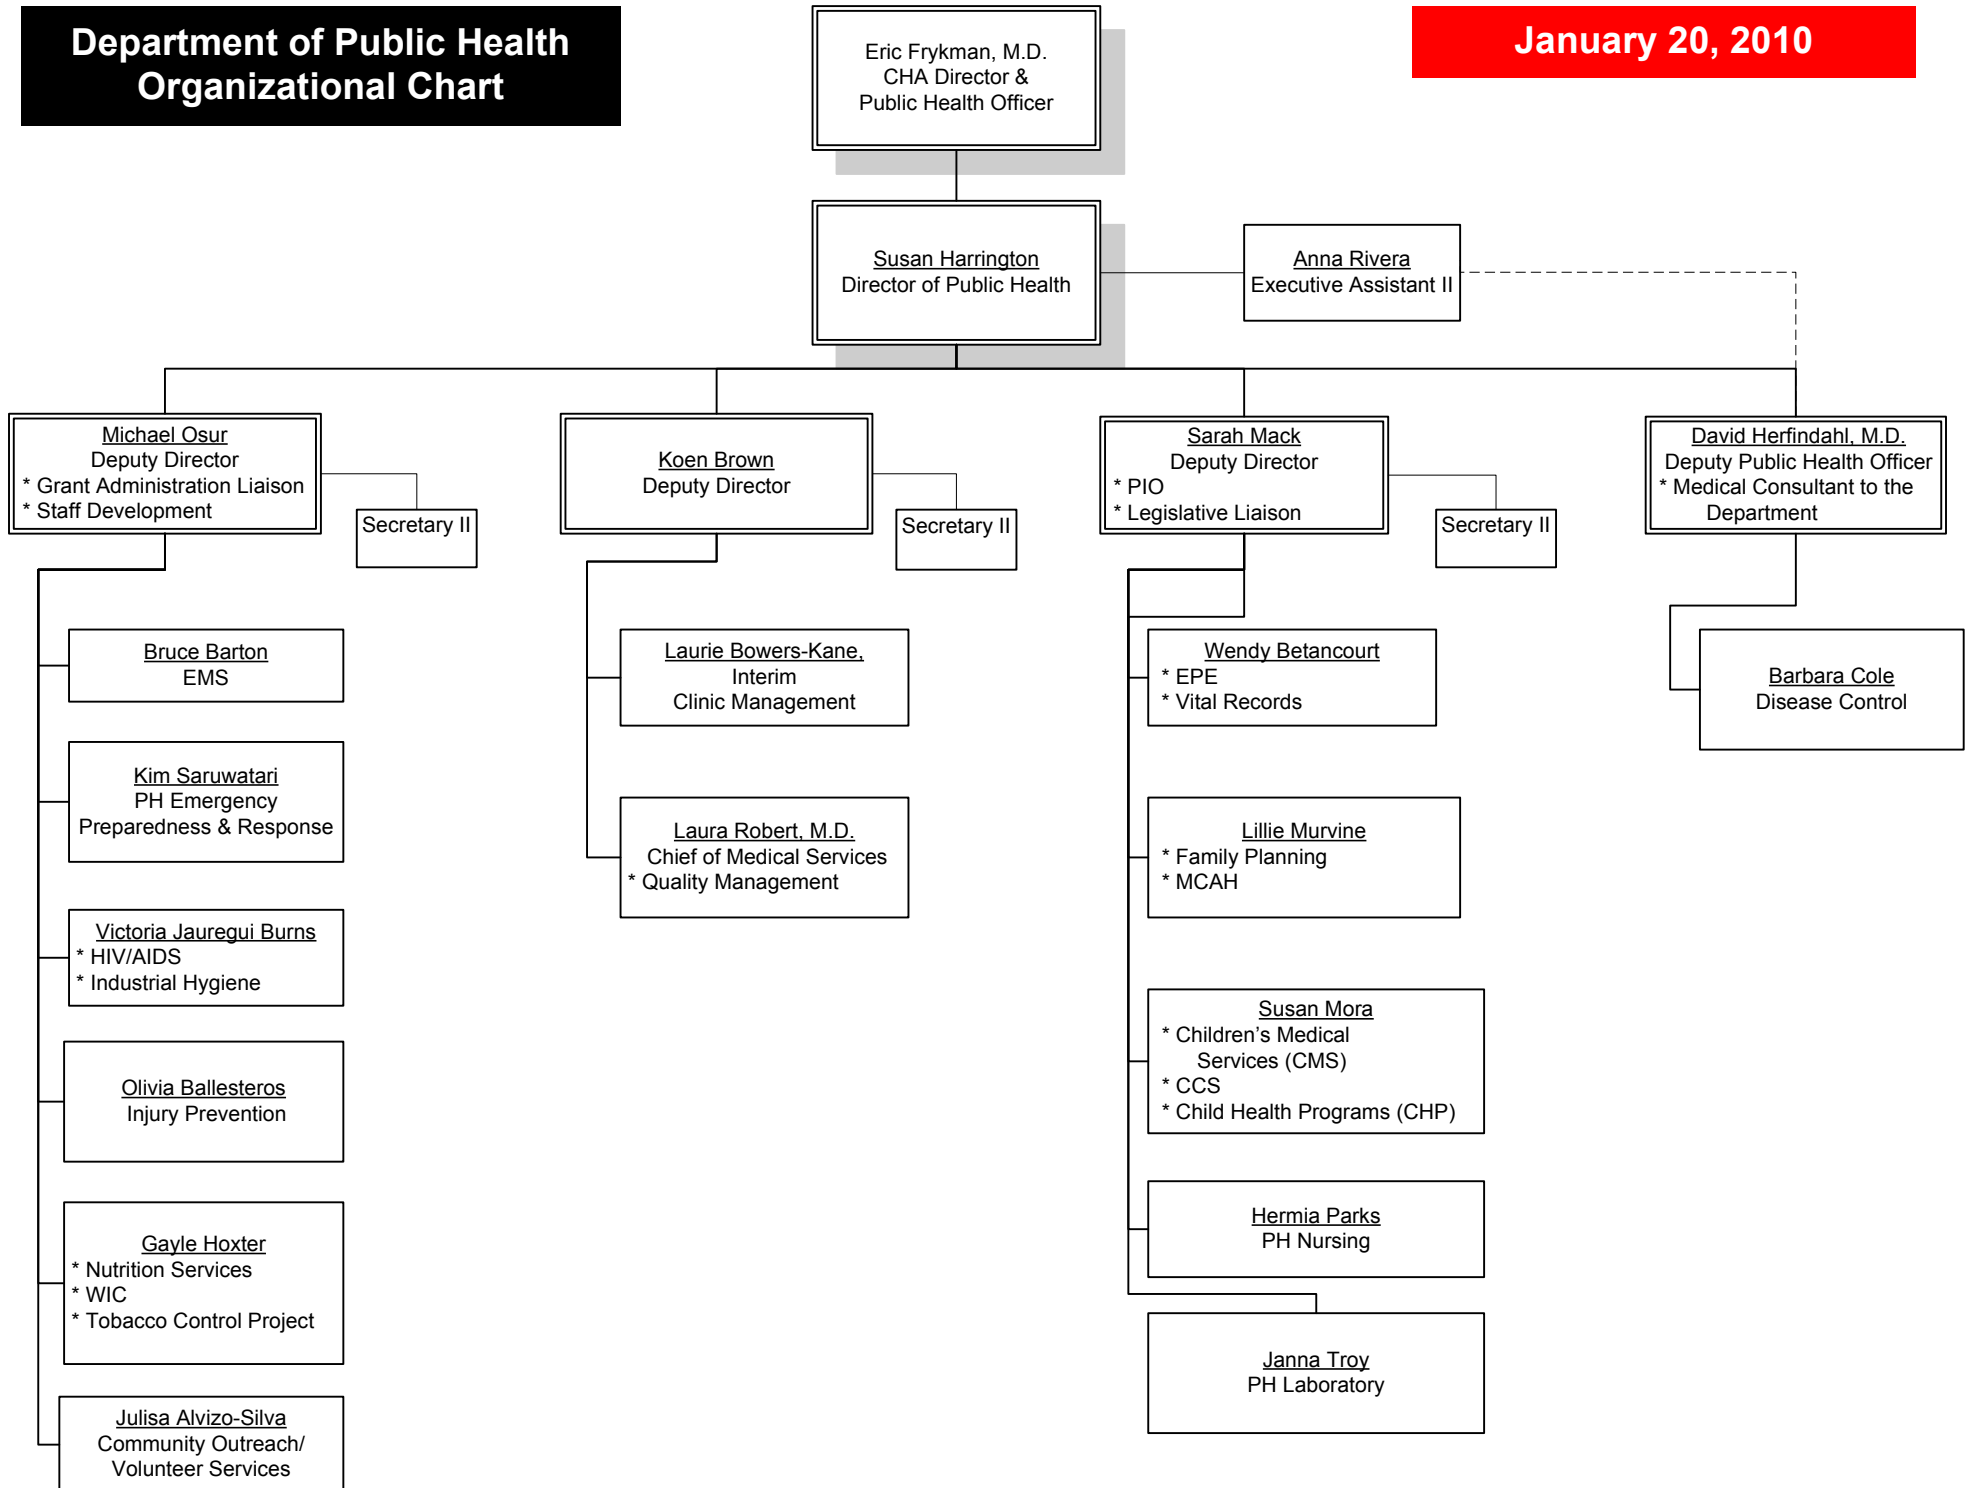 Department of Public Health
Organizational Chart
January 20, 2010
Eric Frykman, M.D.
CHA Director &
Public Health Officer
Susan Harrington
Director of Public Health
Anna Rivera
Executive Assistant II
Michael Osur
Deputy Director
* Grant Administration Liaison
* Staff Development
Secretary II
Koen Brown
Deputy Director
Secretary II
Sarah Mack
Deputy Director
* PIO
* Legislative Liaison
Secretary II
David Herfindahl, M.D.
Deputy Public Health Officer
* Medical Consultant to the
Department
Bruce Barton
EMS
Kim Saruwatari
PH Emergency
Preparedness & Response
Victoria Jauregui Burns
* HIV/AIDS
* Industrial Hygiene
Olivia Ballesteros
Injury Prevention
Gayle Hoxter
* Nutrition Services
* WIC
* Tobacco Control Project
Julisa Alvizo-Silva
Community Outreach/
Volunteer Services
Laurie Bowers-Kane,
Interim
Clinic Management
Laura Robert, M.D.
Chief of Medical Services
* Quality Management
Wendy Betancourt
* EPE
* Vital Records
Lillie Murvine
* Family Planning
* MCAH
Susan Mora
* Children’s Medical
Services (CMS)
* CCS
* Child Health Programs (CHP)
Hermia Parks
PH Nursing
Janna Troy
PH Laboratory
Barbara Cole
Disease Control